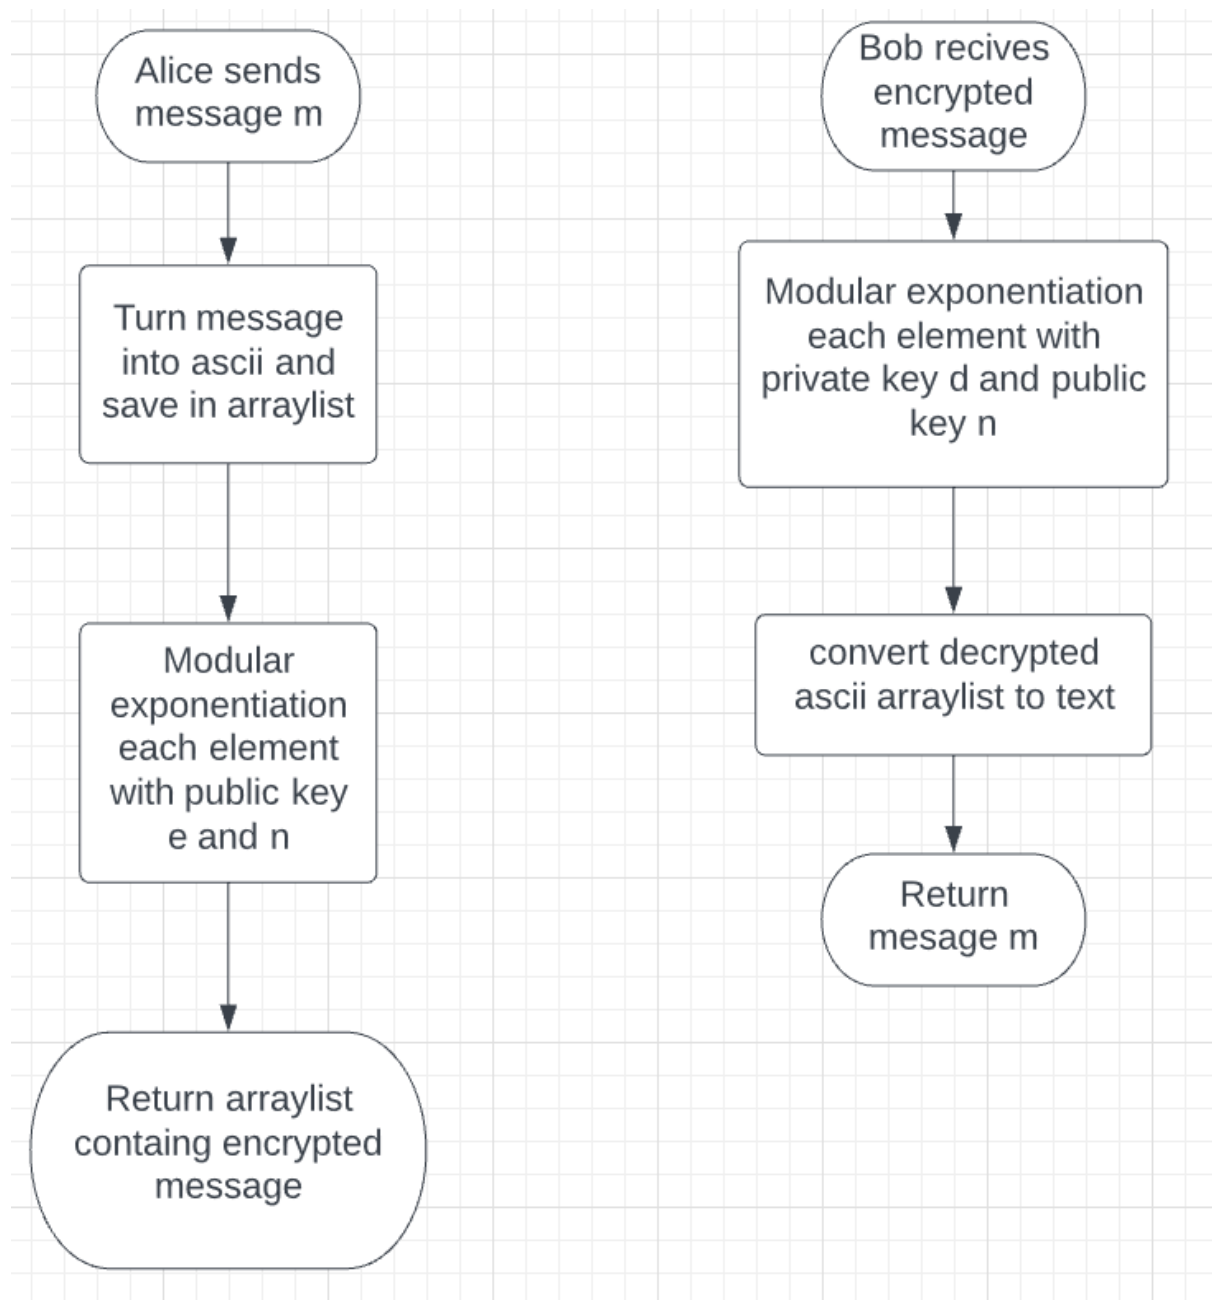 Alice sends
message m
Turn message
into ascii and
save in arraylist
Modular
exponentiation
each element
with public key
e and n
Return arraylist
containg encrypted
message
Bob recives
encrypted
message
Modular exponentiation
each element with
private key d and public
key n
convert decrypted
ascii arraylist to text
Return
mesage m